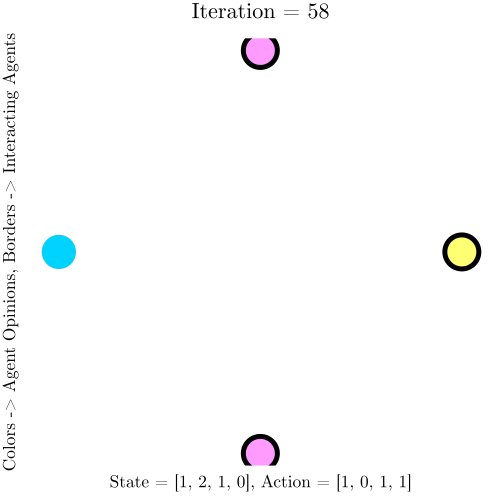 Iteration = 58
Colors -> Agent Opinions, Borders -> Interacting Agents
State = [1, 2, 1, 0], Action = [1, 0, 1, 1]